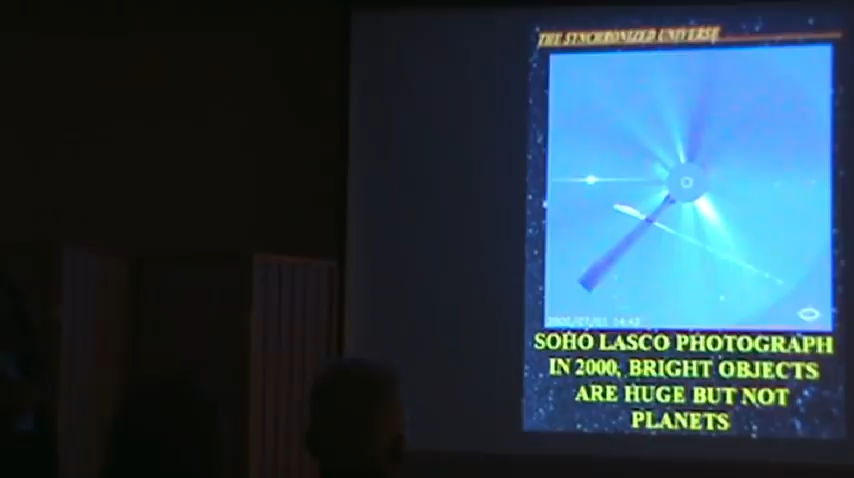 THE SYNCHRONIZED UNIVERSE
SOHO LASCO PHOTOGRAPH
IN 2000, BRIGHT OBJECTS
ARE HUGE BUT NOT
PLANETS